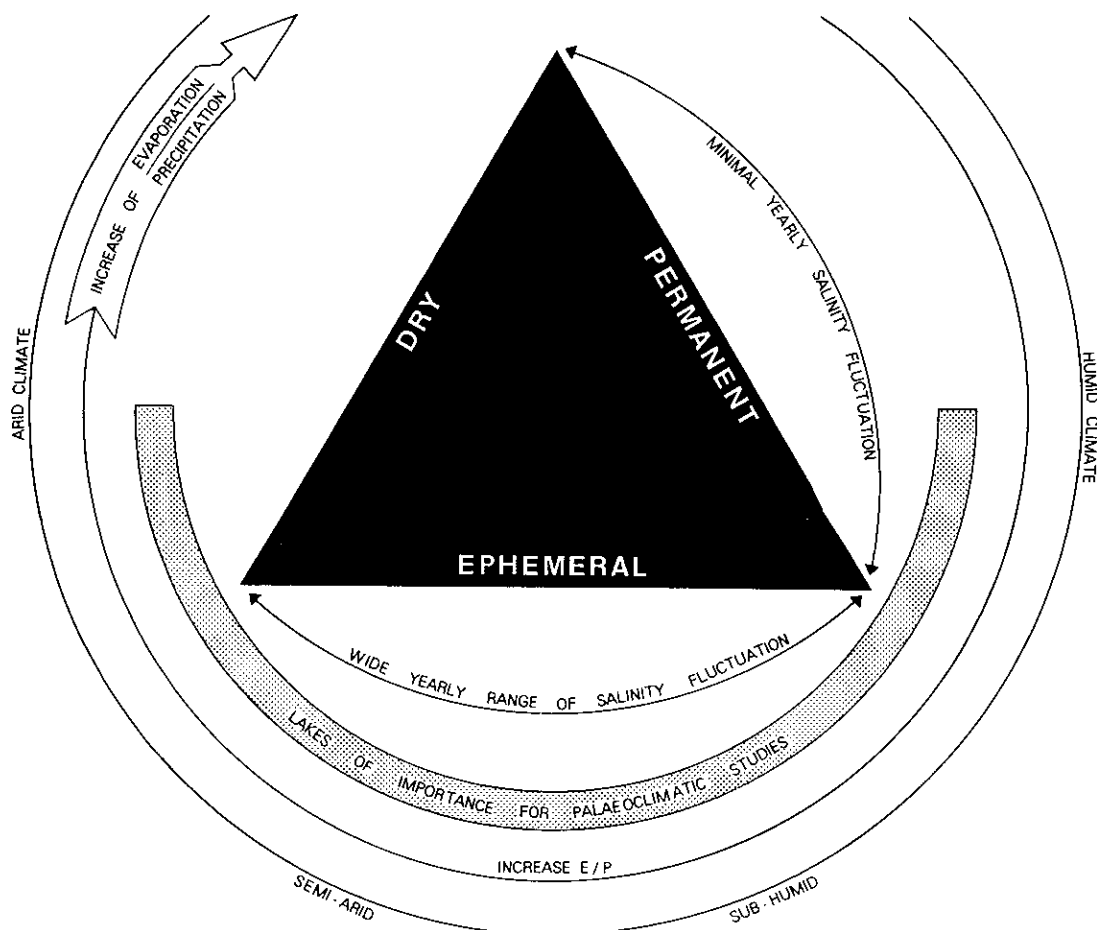 INCREASE OF EVAPORATION
PRECIPITATION
MINIMAL YEARLY SALINITY FLUCTUATION
DRY
PERMANENT
ARID CLIMATE
HUMID CLIMATE
EPHEMERAL
WIDE YEARLY RANGE OF SALINITY FLUCTUATION
LAKES OF IMPORTANCE FOR PALAEOCLIMATIC STUDIES
INCREASE E/P
SEMI-ARID
SUB-HUMID